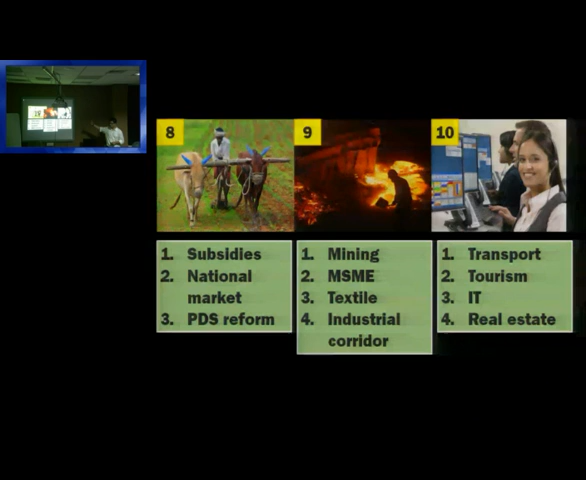 8
9
10
1. Subsidies
2. National
market
3. PDS reform
1. Mining
2. MSME
3. Textile
4. Industrial
corridor
1. Transport
2. Tourism
3. IT
4. Real estate